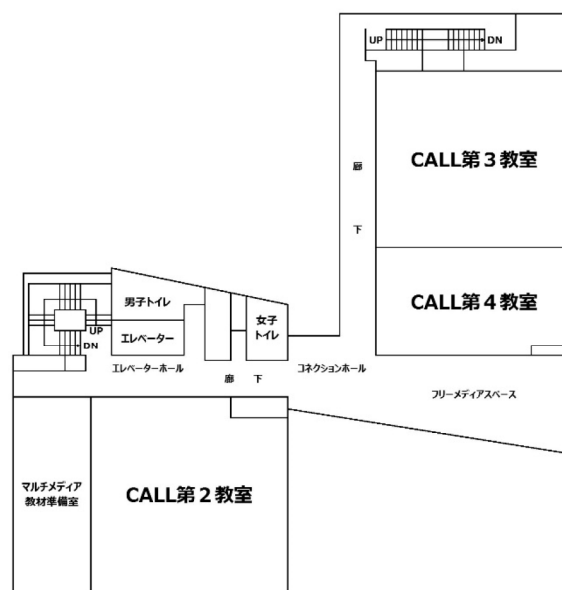 UP
DN
CALL第3教室
廊
下
CALL第4教室
男子トイレ
エレベーター
女子
トイレ
UP
DN
エレベーターホール
廊 下
コネクションホール
フリーメディアスペース
マルチメディア
教材準備室
CALL第2教室